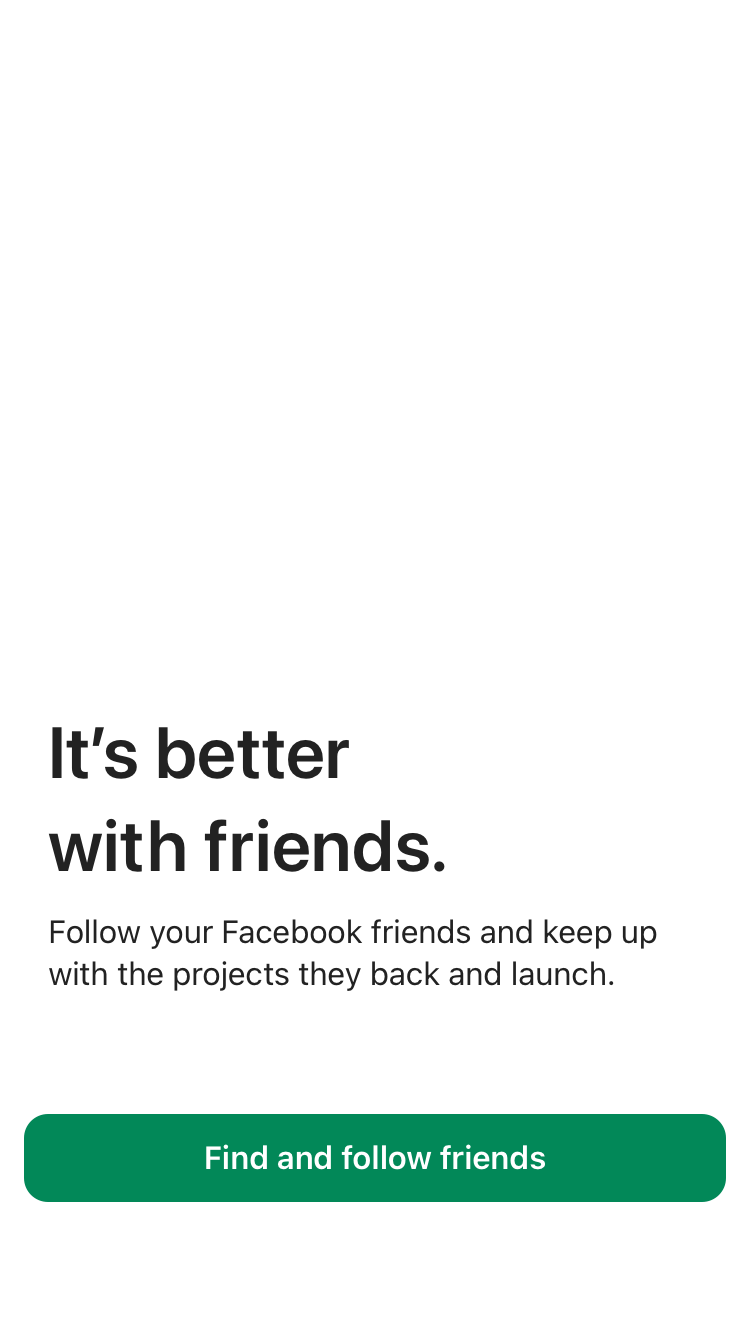 It’s better
with friends.
Follow your Facebook friends and keep up
with the projects they back and launch.
Find and follow friends